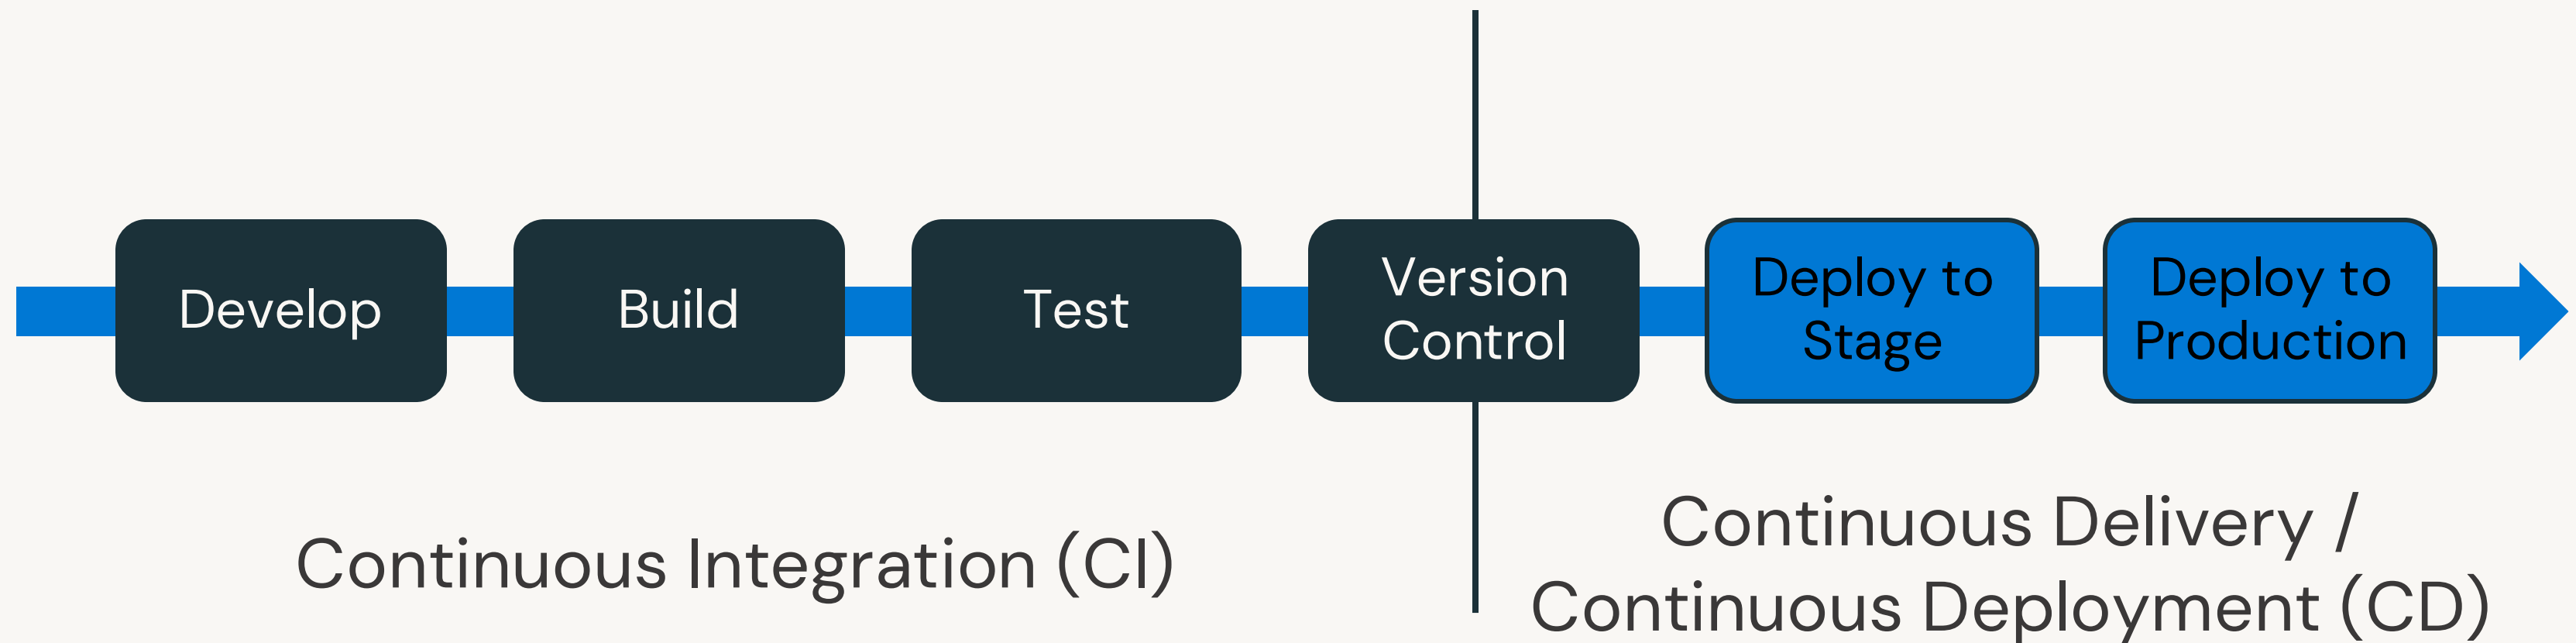 Develop
Build
Test
Version
Control
Deploy to
Stage
Deploy to
Production
Continuous Integration (CI)
Continuous Delivery /
Continuous Deployment (CD)